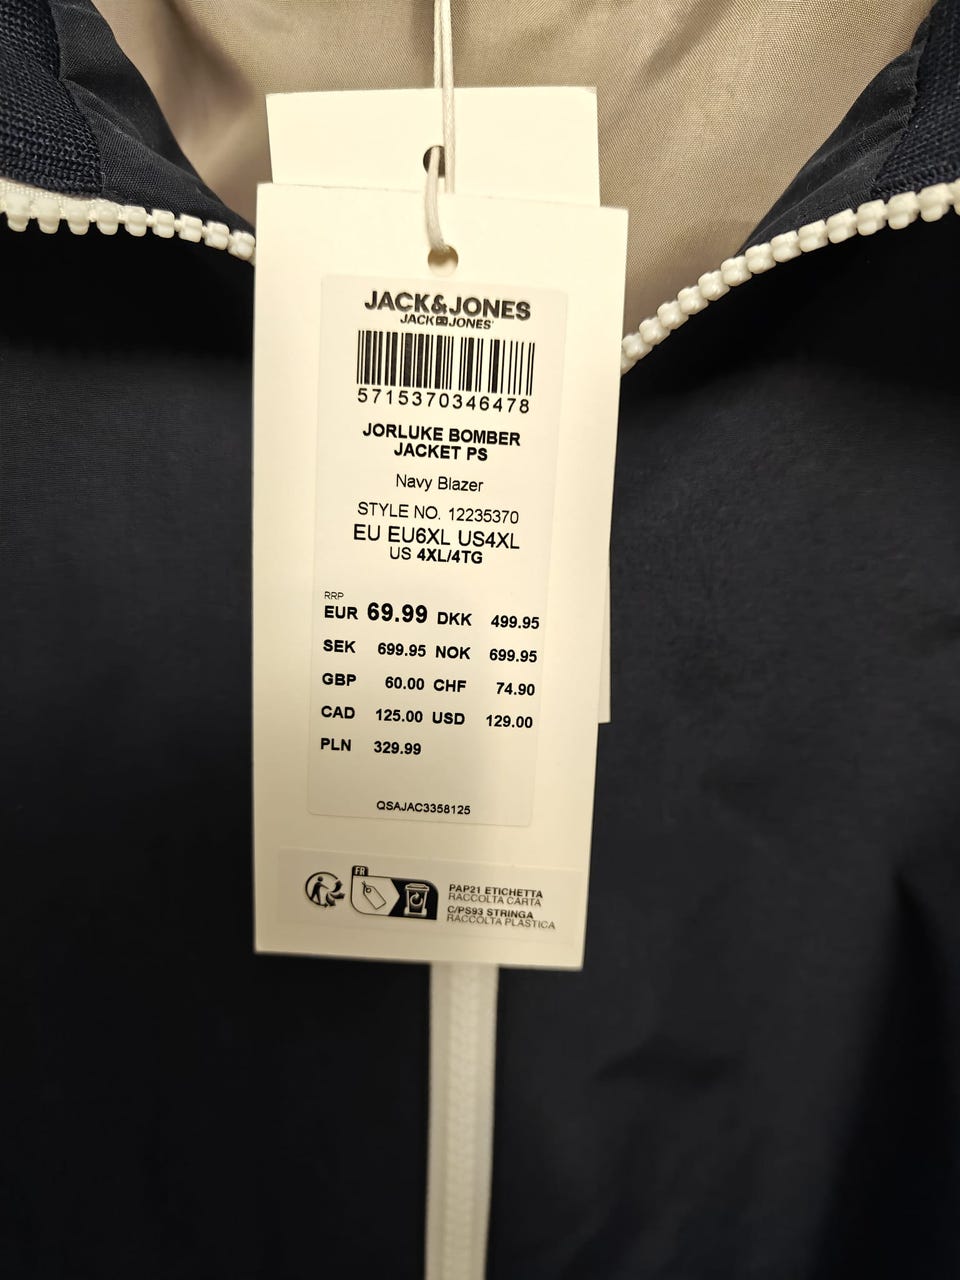 JACK&JONES
JACK JONES
5715370346478
JORLUKE BOMBER
JACKET PS
Navy Blazer
STYLE NO. 12235370
EU EU6XL US4XL
US 4XL/4TG
RRP
EUR 69.99 DKK 499.95
SEK 699.95 NOK 699.95
GBP 60.00 CHF 74.90
CAD 125.00 USD 129.00
PLN 329.99
QSAJAC3358125
FR
PAP21 ETICHETTA
RACCOLTA CARTA
C/PS93 STRINGA
RACCOLTA PLASTICA